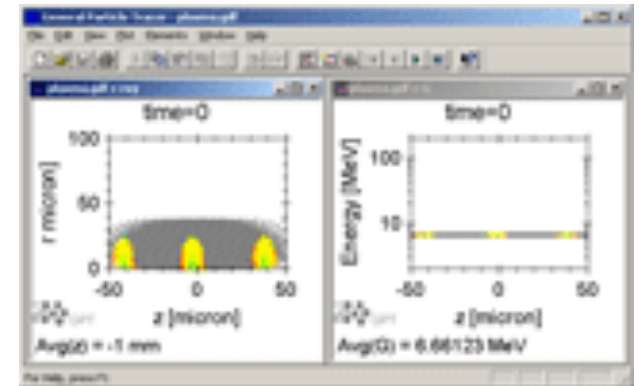 General Particle Tracer - plasma.gdf
File Edit View Plot Elements Window Help
time=0
100
50
0
r micron]
-50 0 50
z [micron]
Avg(z) = -1 mm
time=0
100
10
Energy [MeV]
-50 0 50
z [micron]
Avg(G) = 6.66123 MeV
For Help, press F1